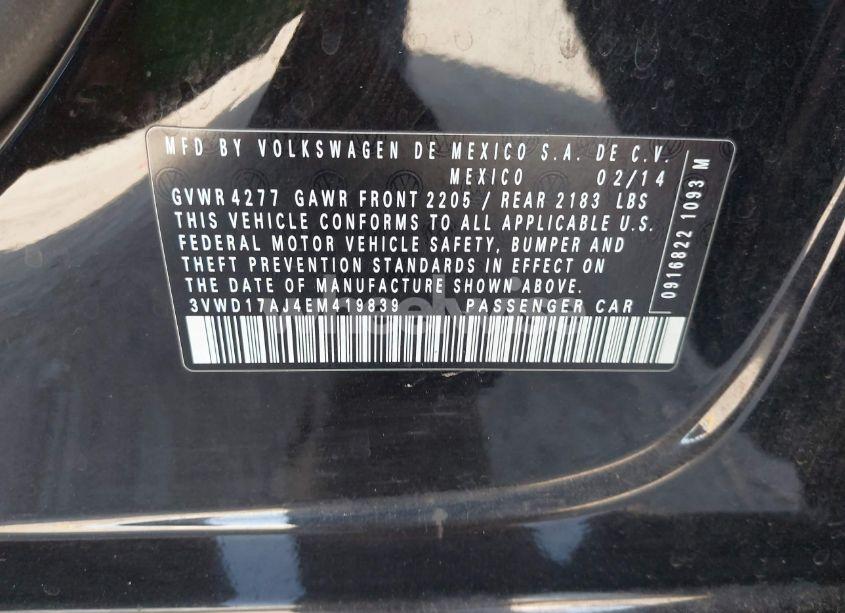 MFD BY VOLKSWAGEN DE MEXICO S.A. DE C.V.
MEXICO 02/14
GVWR 4277 GAWR FRONT 2205 / REAR 2183 LBS
THIS VEHICLE CONFORMS TO ALL APPLICABLE U.S.
FEDERAL MOTOR VEHICLE SAFETY, BUMPER AND
THEFT PREVENTION STANDARDS IN EFFECT ON
THE DATE OF MANUFACTURE SHOWN ABOVE.
3VWD17AJ4EM419839 PASSENGER CAR
0916822 1093 M